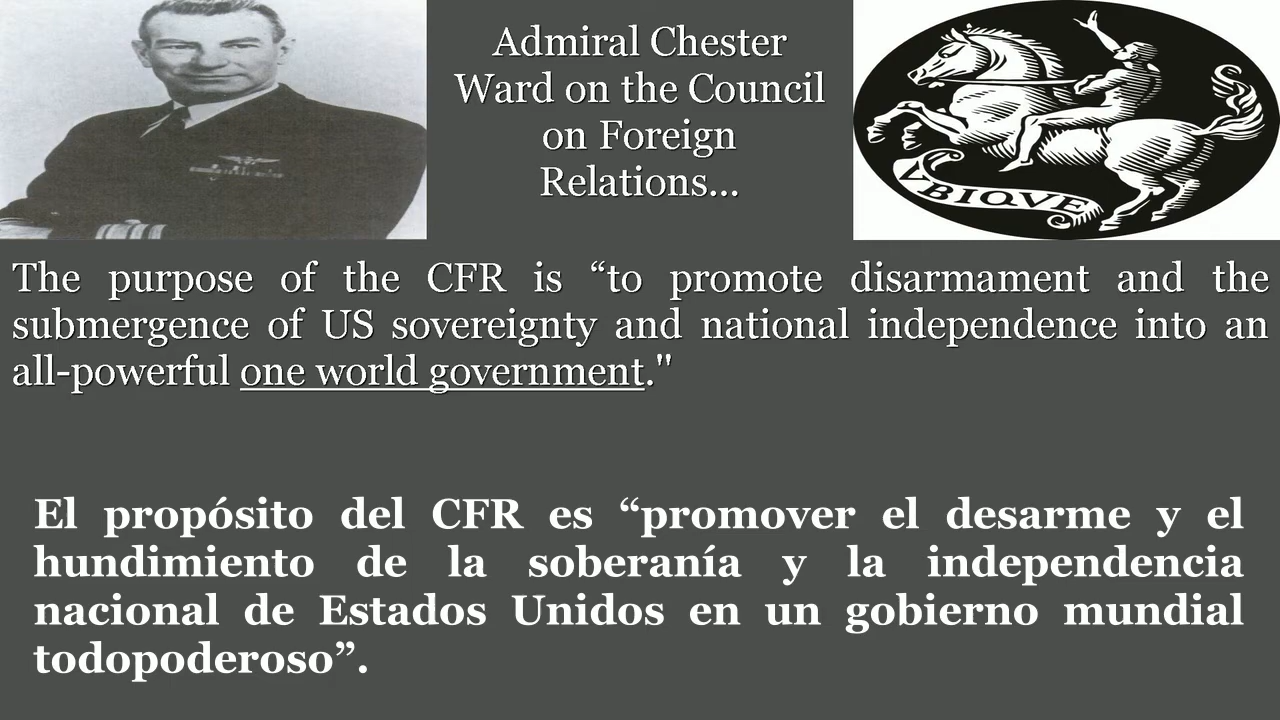 Admiral Chester
Ward on the Council
on Foreign
Relations...
VBIQVE
The purpose of the CFR is “to promote disarmament and the
submergence of US sovereignty and national independence into an
all-powerful one world government."
El propósito del CFR es “promover el desarme y el
hundimiento de la soberanía y la independencia
nacional de Estados Unidos en un gobierno mundial
todopoderoso”.